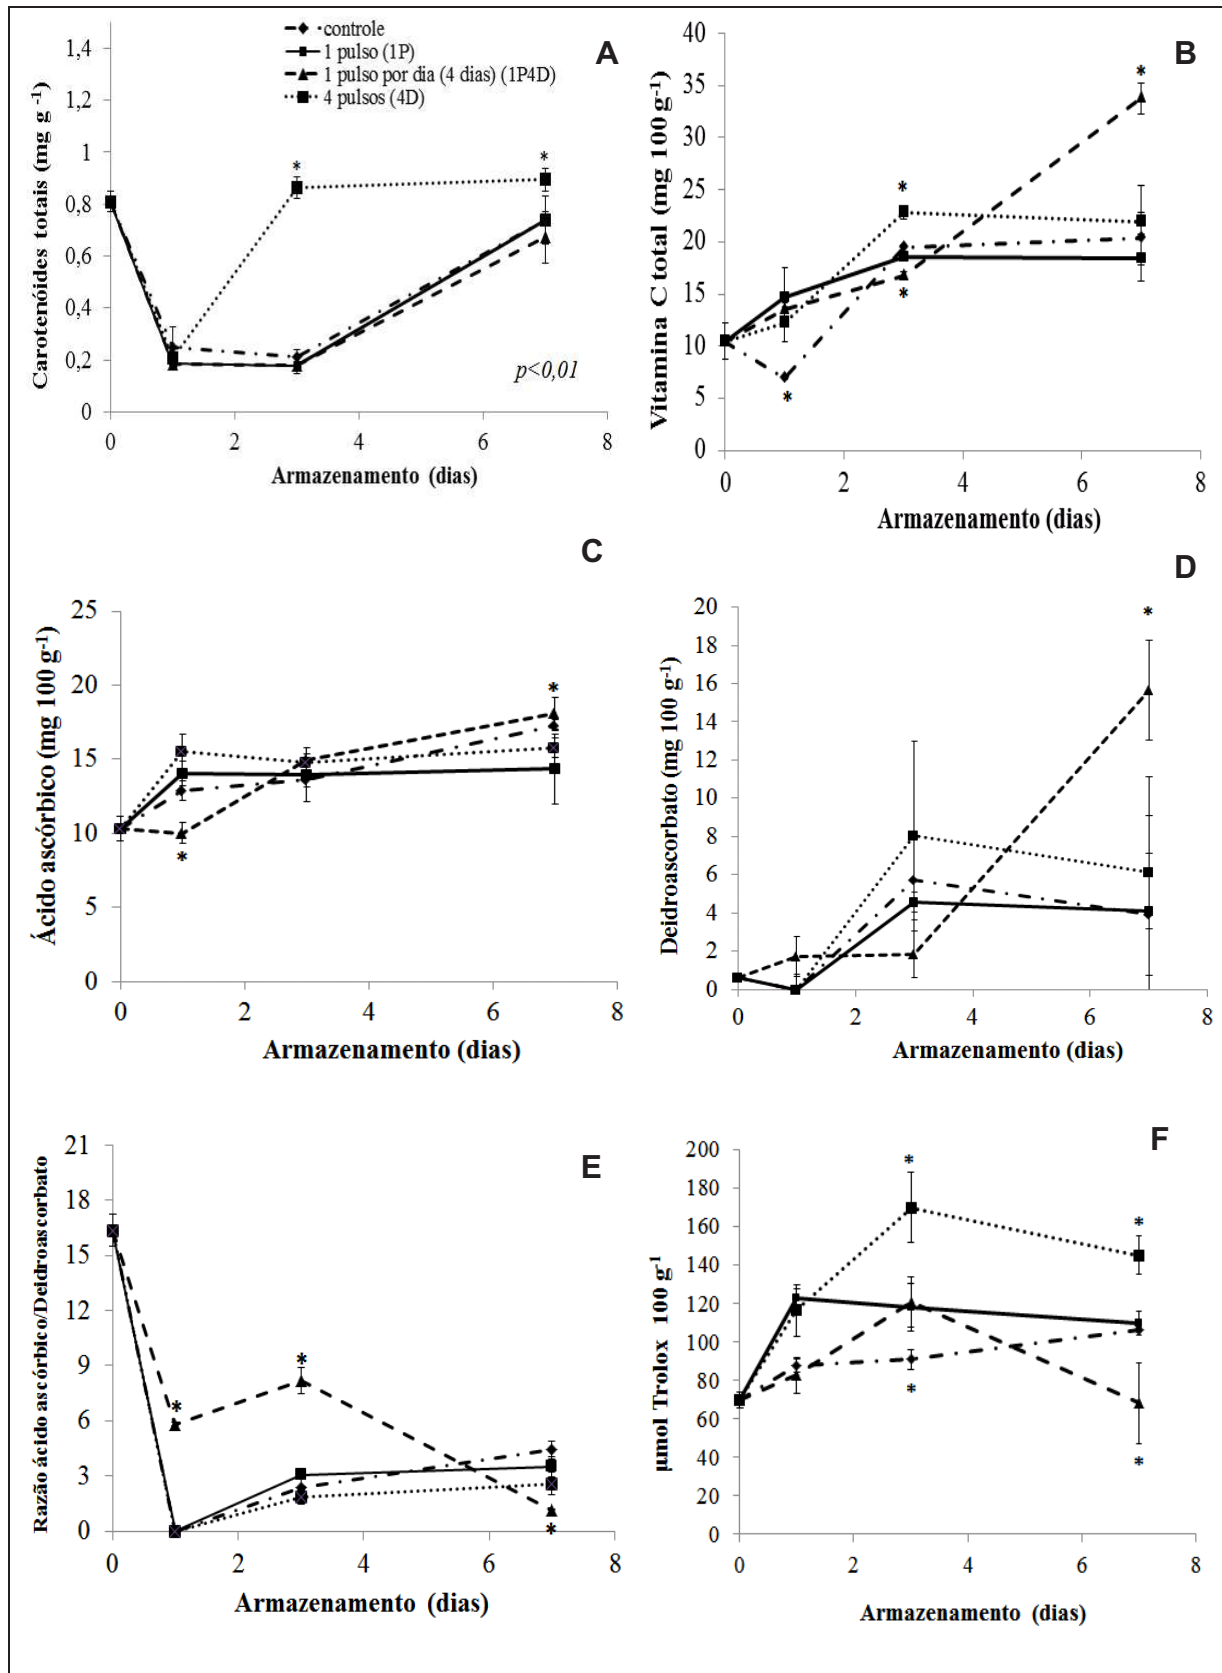 controle
1 pulso (1P)
1 pulso por dia (4 dias) (1P4D)
4 pulsos (4D)
A
Carotenóides totais (mg g -1)
1,4
1,2
1
0,8
0,6
0,4
0,2
0
* *
p<0,01
0 2 4 6 8
Armazenamento (dias)
B
Vitamina C total (mg 100 g-1)
40
35
30
25
20
15
10
5
0
*
*
*
*
0 2 4 6 8
Armazenamento (dias)
C
Ácido ascórbico (mg 100 g-1)
25
20
15
10
5
0
*
*
0 2 4 6 8
Armazenamento (dias)
D
Deidroascorbato (mg 100 g-1)
20
18
16
14
12
10
8
6
4
2
0
*
0 2 4 6 8
Armazenamento (dias)
E
Razão ácido ascórbico/Deidroascorbato
21
18
15
12
9
6
3
0
*
*
*
0 2 4 6 8
Armazenamento (dias)
F
µmol Trolox 100 g-1
200
180
160
140
120
100
80
60
40
20
0
*
*
*
*
0 2 4 6 8
Armazenamento (dias)